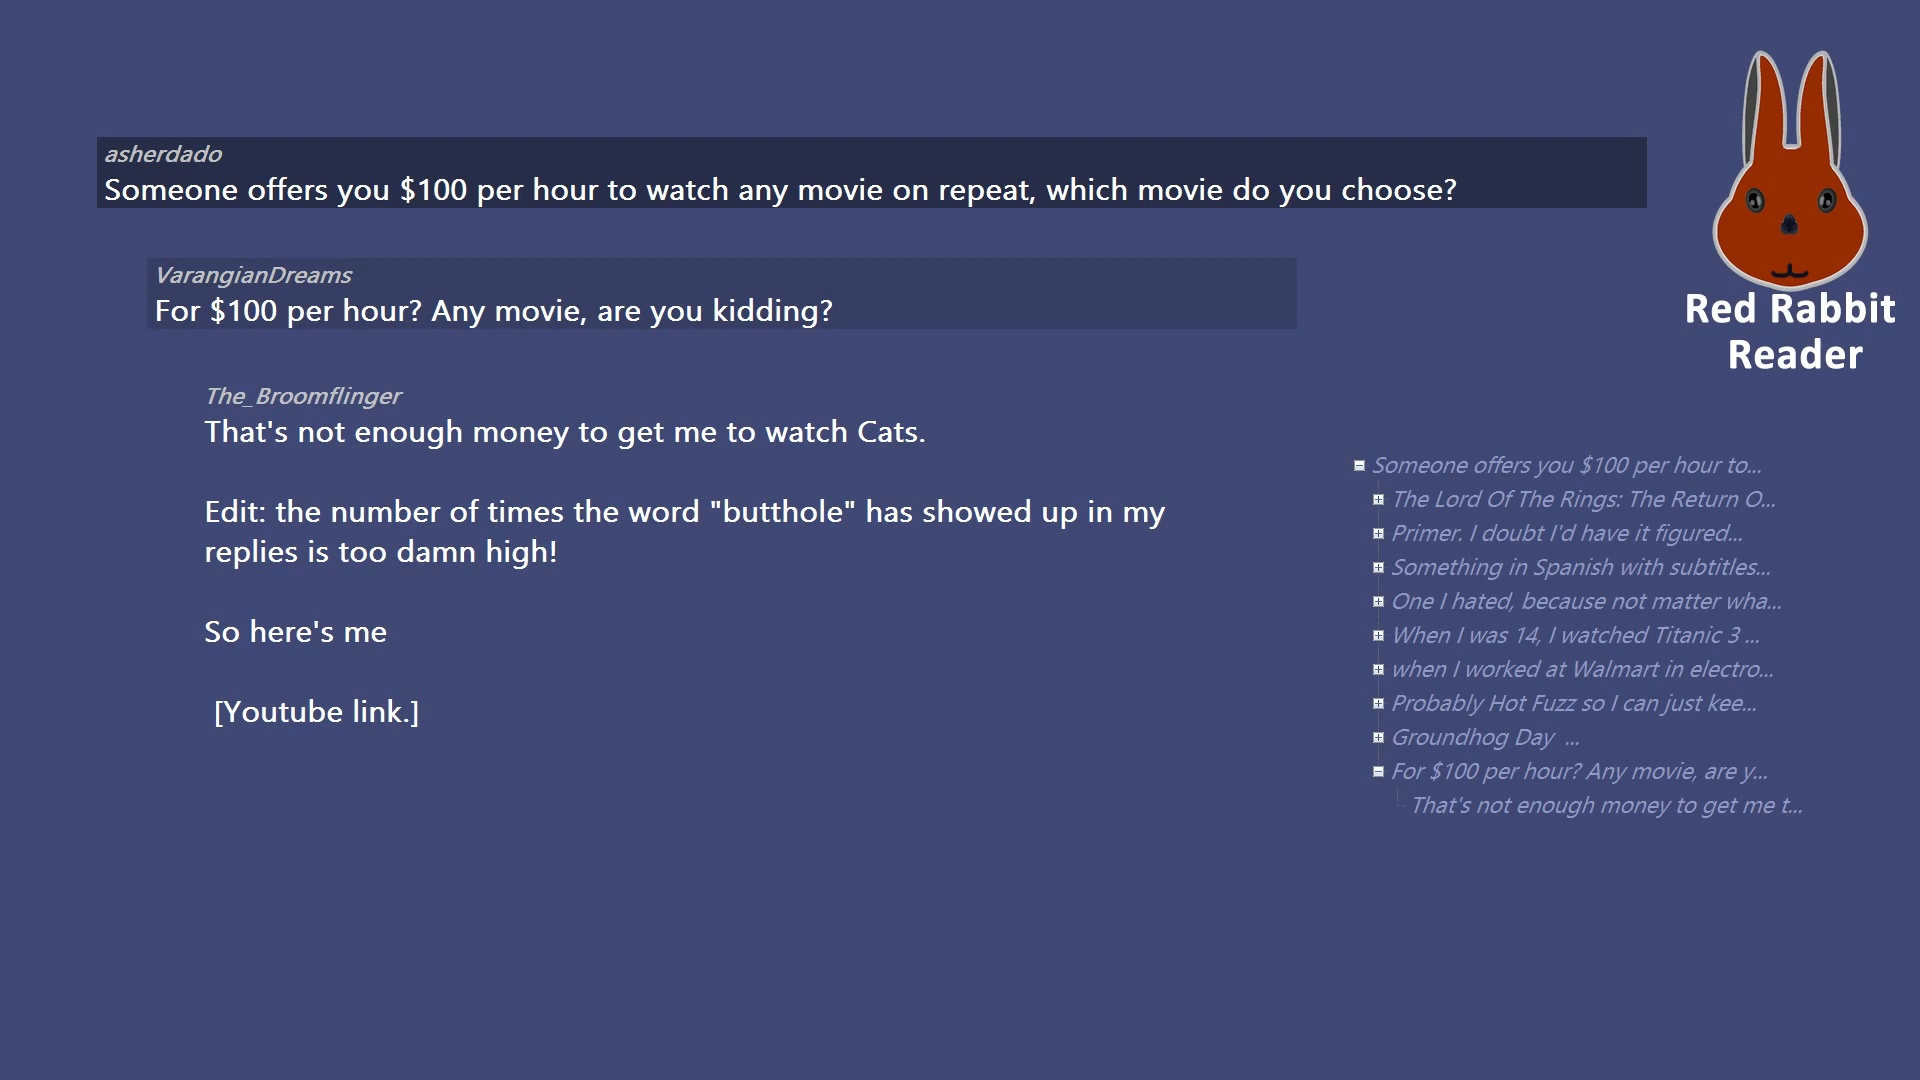 asherdado
Someone offers you $100 per hour to watch any movie on repeat, which movie do you choose?
VarangianDreams
For $100 per hour? Any movie, are you kidding?
The_Broomflinger
That's not enough money to get me to watch Cats.
Edit: the number of times the word "butthole" has showed up in my
replies is too damn high!
So here's me
[Youtube link.]
Red Rabbit
Reader
Someone offers you $100 per hour to...
The Lord Of The Rings: The Return O...
Primer. I doubt I'd have it figured...
Something in Spanish with subtitles...
One I hated, because not matter wha...
When I was 14, I watched Titanic 3 ...
when I worked at Walmart in electro...
Probably Hot Fuzz so I can just kee...
Groundhog Day  ...
For $100 per hour? Any movie, are y...
That's not enough money to get me t...